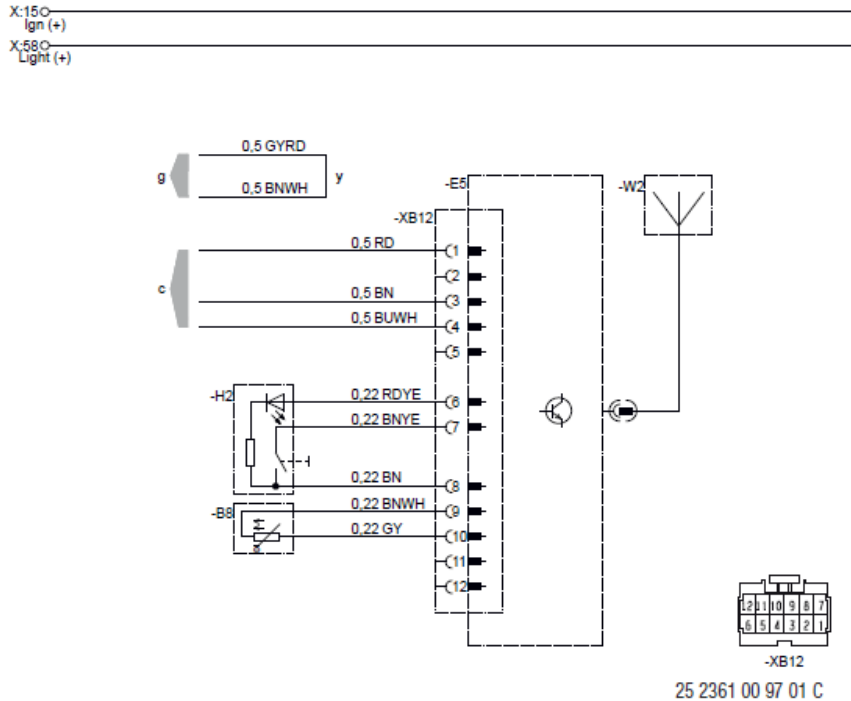 X:15
Ign (+)
X:58
Light (+)
0,5 GYRD
g
y
0,5 BNWH
-E5
-W2
-XB12
0,5 RD
1
2
c
0,5 BN
3
0,5 BUWH
4
5
-H2
0,22 RDYE
6
0,22 BNYE
7
0,22 BN
8
-B8
0,22 BNWH
9
0,22 GY
10
11
12
12 11 10 9 8 7
6 5 4 3 2 1
-XB12
25 2361 00 97 01 C